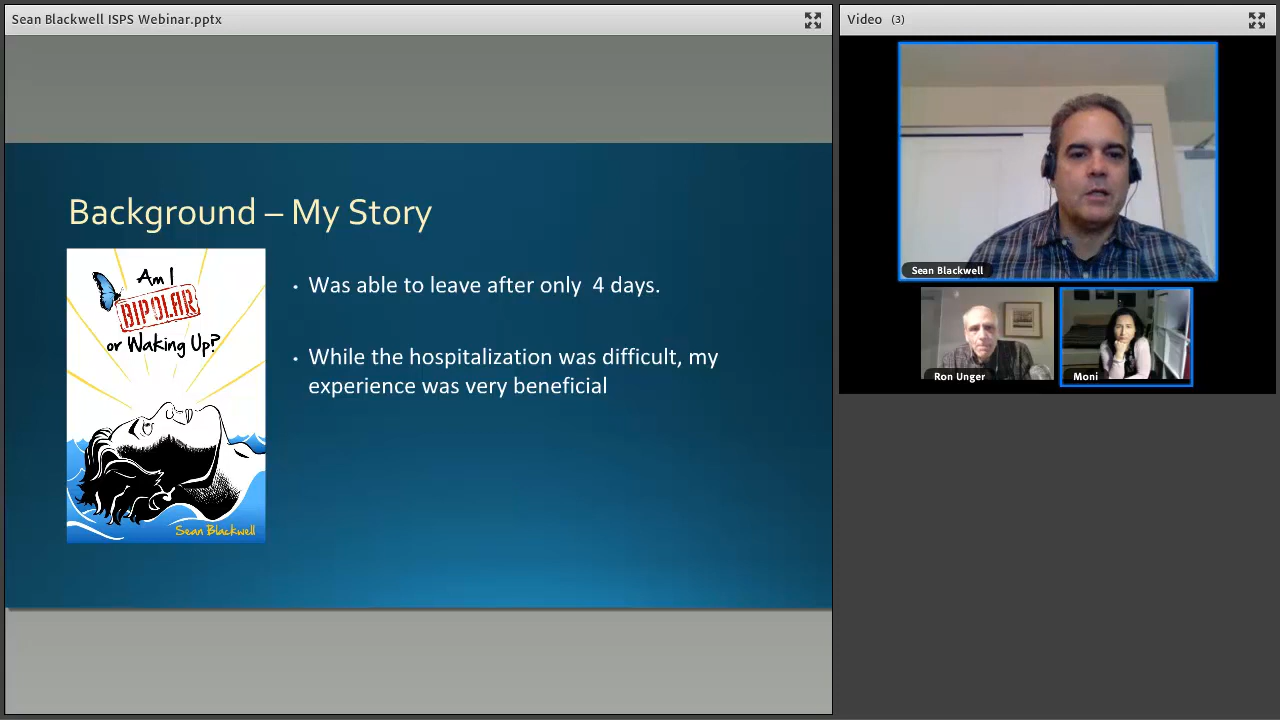 Sean Blackwell ISPS Webinar.pptx
Background – My Story
Am I
BIPOLAR
or Waking Up?
Sean Blackwell
• Was able to leave after only 4 days.
• While the hospitalization was difficult, my
experience was very beneficial
Video (3)
Sean Blackwell
Ron Unger
Moni